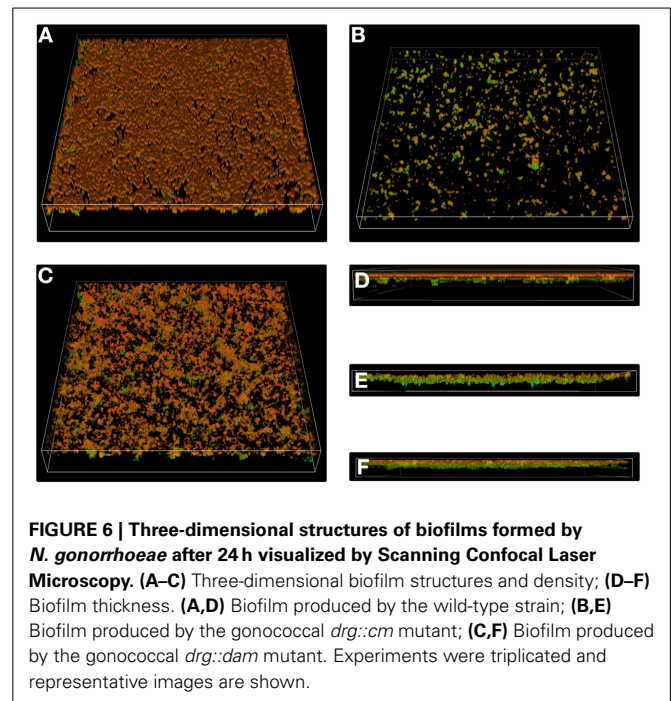 A
B
C
D
E
F
FIGURE 6 | Three-dimensional structures of biofilms formed by
N. gonorrhoeae after 24 h visualized by Scanning Confocal Laser
Microscopy. (A–C) Three-dimensional biofilm structures and density; (D–F)
Biofilm thickness. (A,D) Biofilm produced by the wild-type strain; (B,E)
Biofilm produced by the gonococcal drg::cm mutant; (C,F) Biofilm produced
by the gonococcal drg::dam mutant. Experiments were triplicated and
representative images are shown.